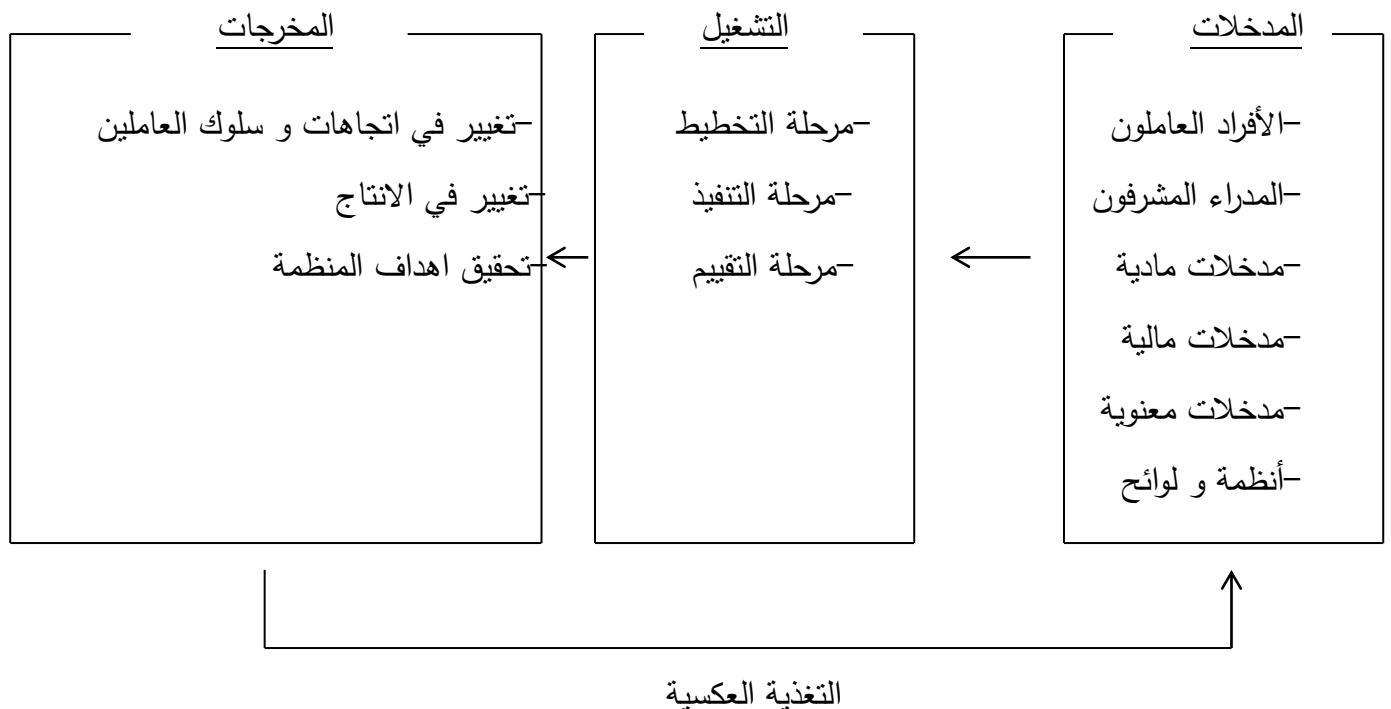 المدخلات
-الأفراد العاملون
-المدراء المشرفون
-مدخلات مادية
-مدخلات مالية
-مدخلات معنوية
-أنظمة و لوائح
التشغيل
-مرحلة التخطيط
-مرحلة التنفيذ
-مرحلة التقييم
المخرجات
-تغيير في اتجاهات و سلوك العاملين
-تغيير في الانتاج
-تحقيق اهداف المنظمة
التغذية العكسية